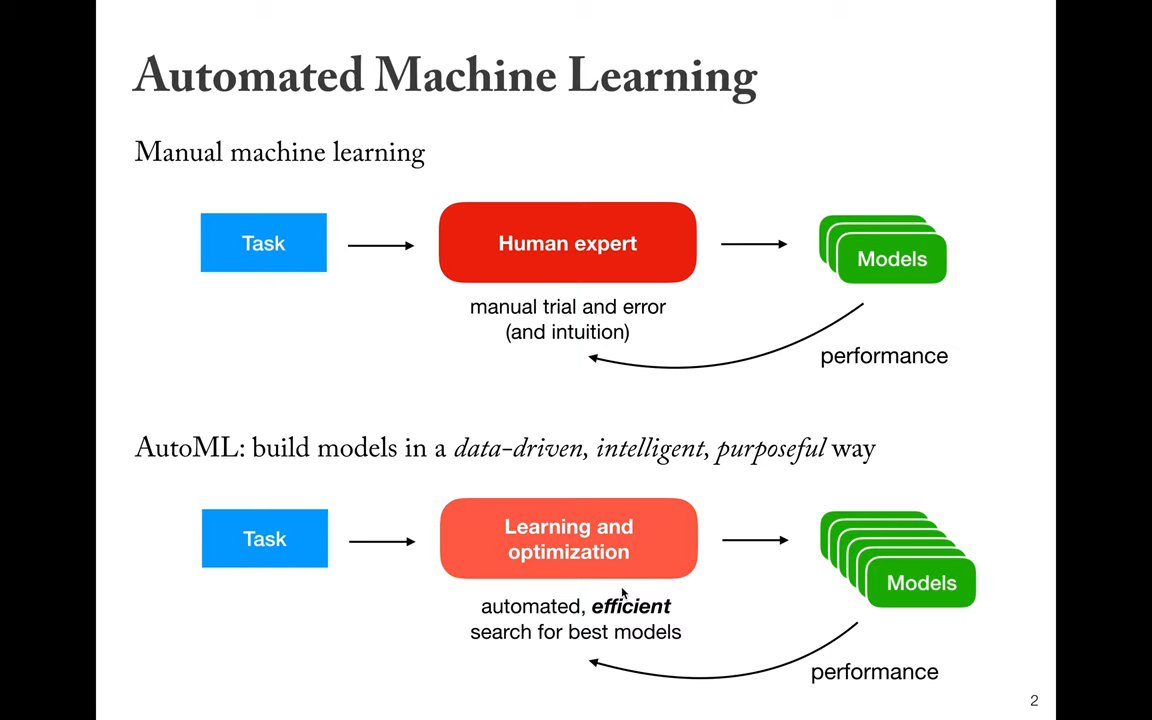 Automated Machine Learning
Manual machine learning
Task
Human expert
Models
manual trial and error
(and intuition)
performance
AutoML: build models in a data-driven, intelligent, purposeful way
Task
Learning and
optimization
Models
automated, efficient
search for best models
performance
2